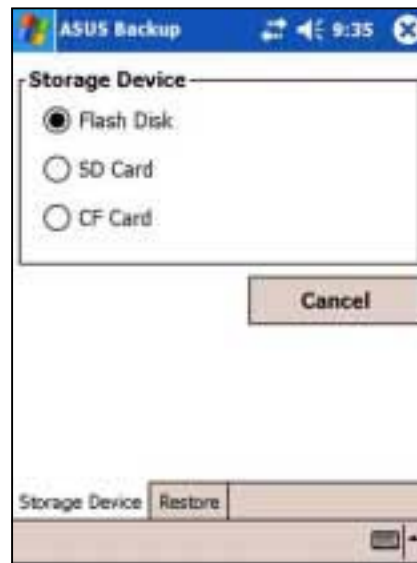 ASUS Backup 9:35
Storage Device
Flash Disk
SD Card
CF Card
Cancel
Storage Device Restore